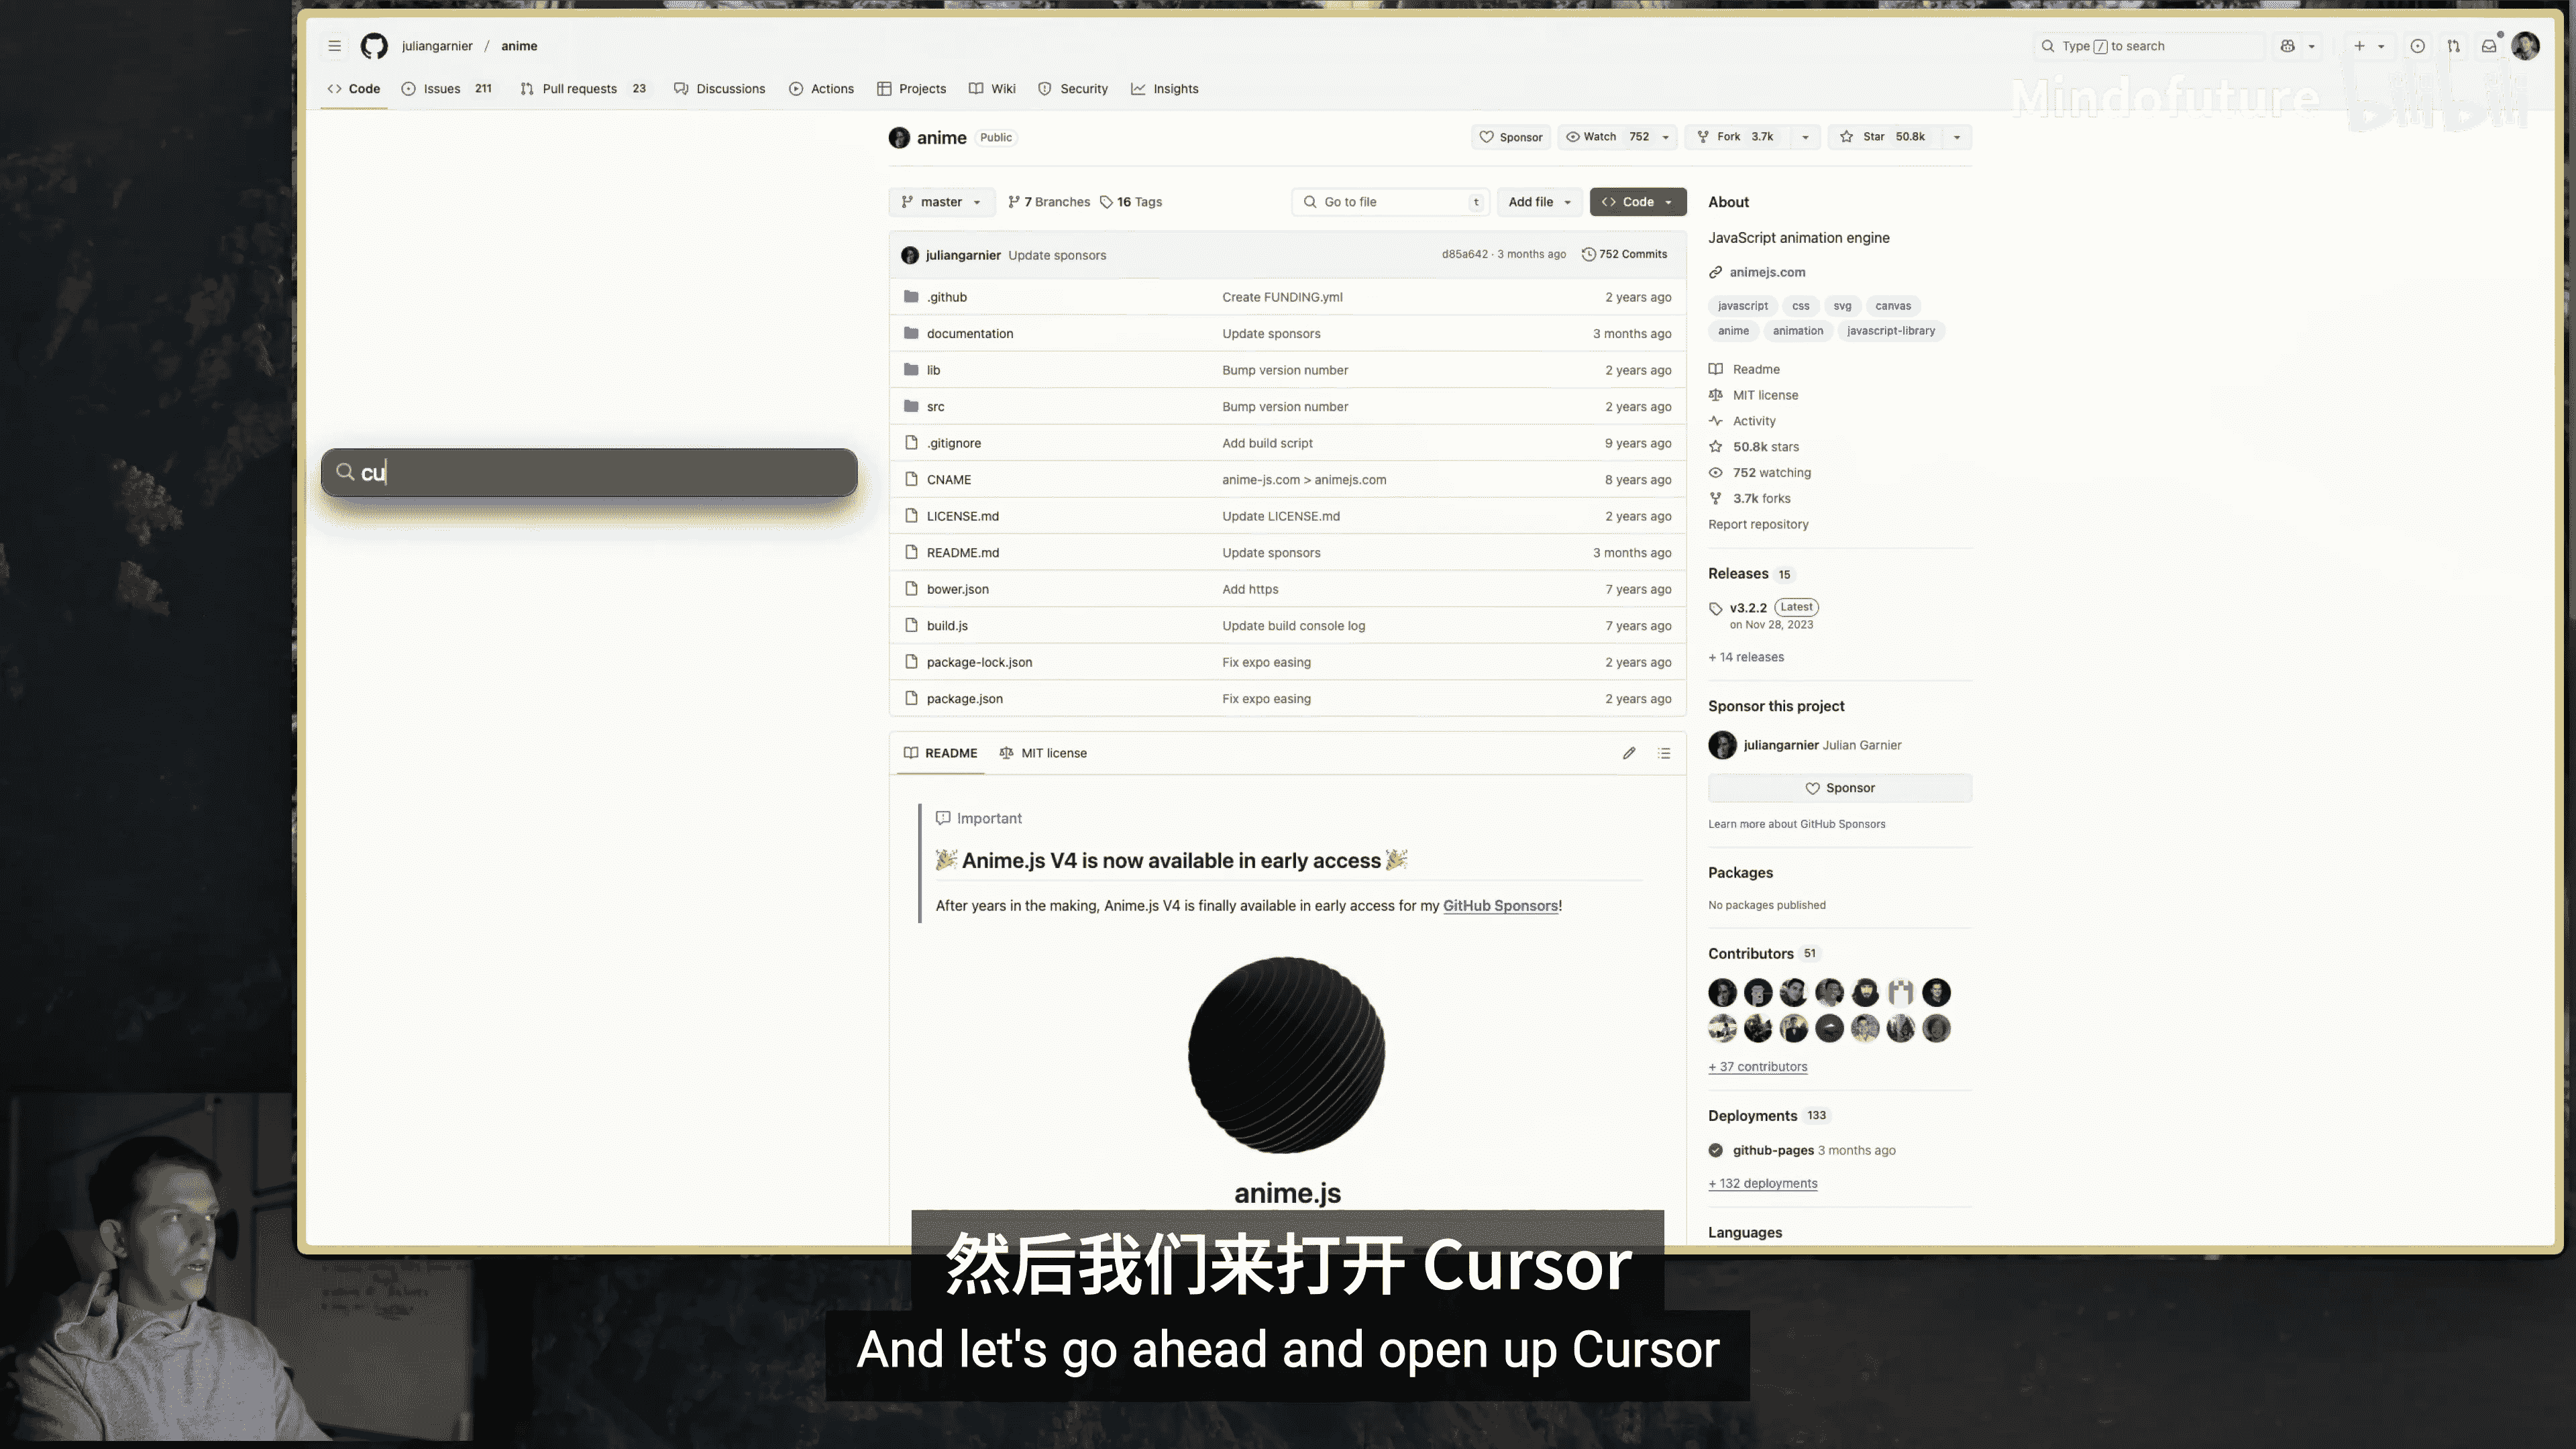 juliangarnier / anime
Type / to search
Mindofuture bilibili
Code Issues 211 Pull requests 23 Discussions Actions Projects Wiki Security Insights
anime Public
Sponsor Watch 752 Fork 3.7k Star 50.8k
master 7 Branches 16 Tags Go to file t Add file Code
juliangarnier Update sponsors d85a642 · 3 months ago 752 Commits
.github Create FUNDING.yml 2 years ago
documentation Update sponsors 3 months ago
lib Bump version number 2 years ago
src Bump version number 2 years ago
.gitignore Add build script 9 years ago
CNAME anime-js.com > animejs.com 8 years ago
LICENSE.md Update LICENSE.md 2 years ago
README.md Update sponsors 3 months ago
bower.json Add https 7 years ago
build.js Update build console log 7 years ago
package-lock.json Fix expo easing 2 years ago
package.json Fix expo easing 2 years ago
cu
README MIT license
Important
🎉 Anime.js V4 is now available in early access 🎉
After years in the making, Anime.js V4 is finally available in early access for my GitHub Sponsors!
anime.js
About
JavaScript animation engine
animejs.com
javascript css svg canvas
anime animation javascript-library
Readme
MIT license
Activity
50.8k stars
752 watching
3.7k forks
Report repository
Releases 15
v3.2.2 Latest
on Nov 28, 2023
+ 14 releases
Sponsor this project
juliangarnier Julian Garnier
Sponsor
Learn more about GitHub Sponsors
Packages
No packages published
Contributors 51
+ 37 contributors
Deployments 133
github-pages 3 months ago
+ 132 deployments
Languages
然后我们来打开 Cursor
And let's go ahead and open up Cursor